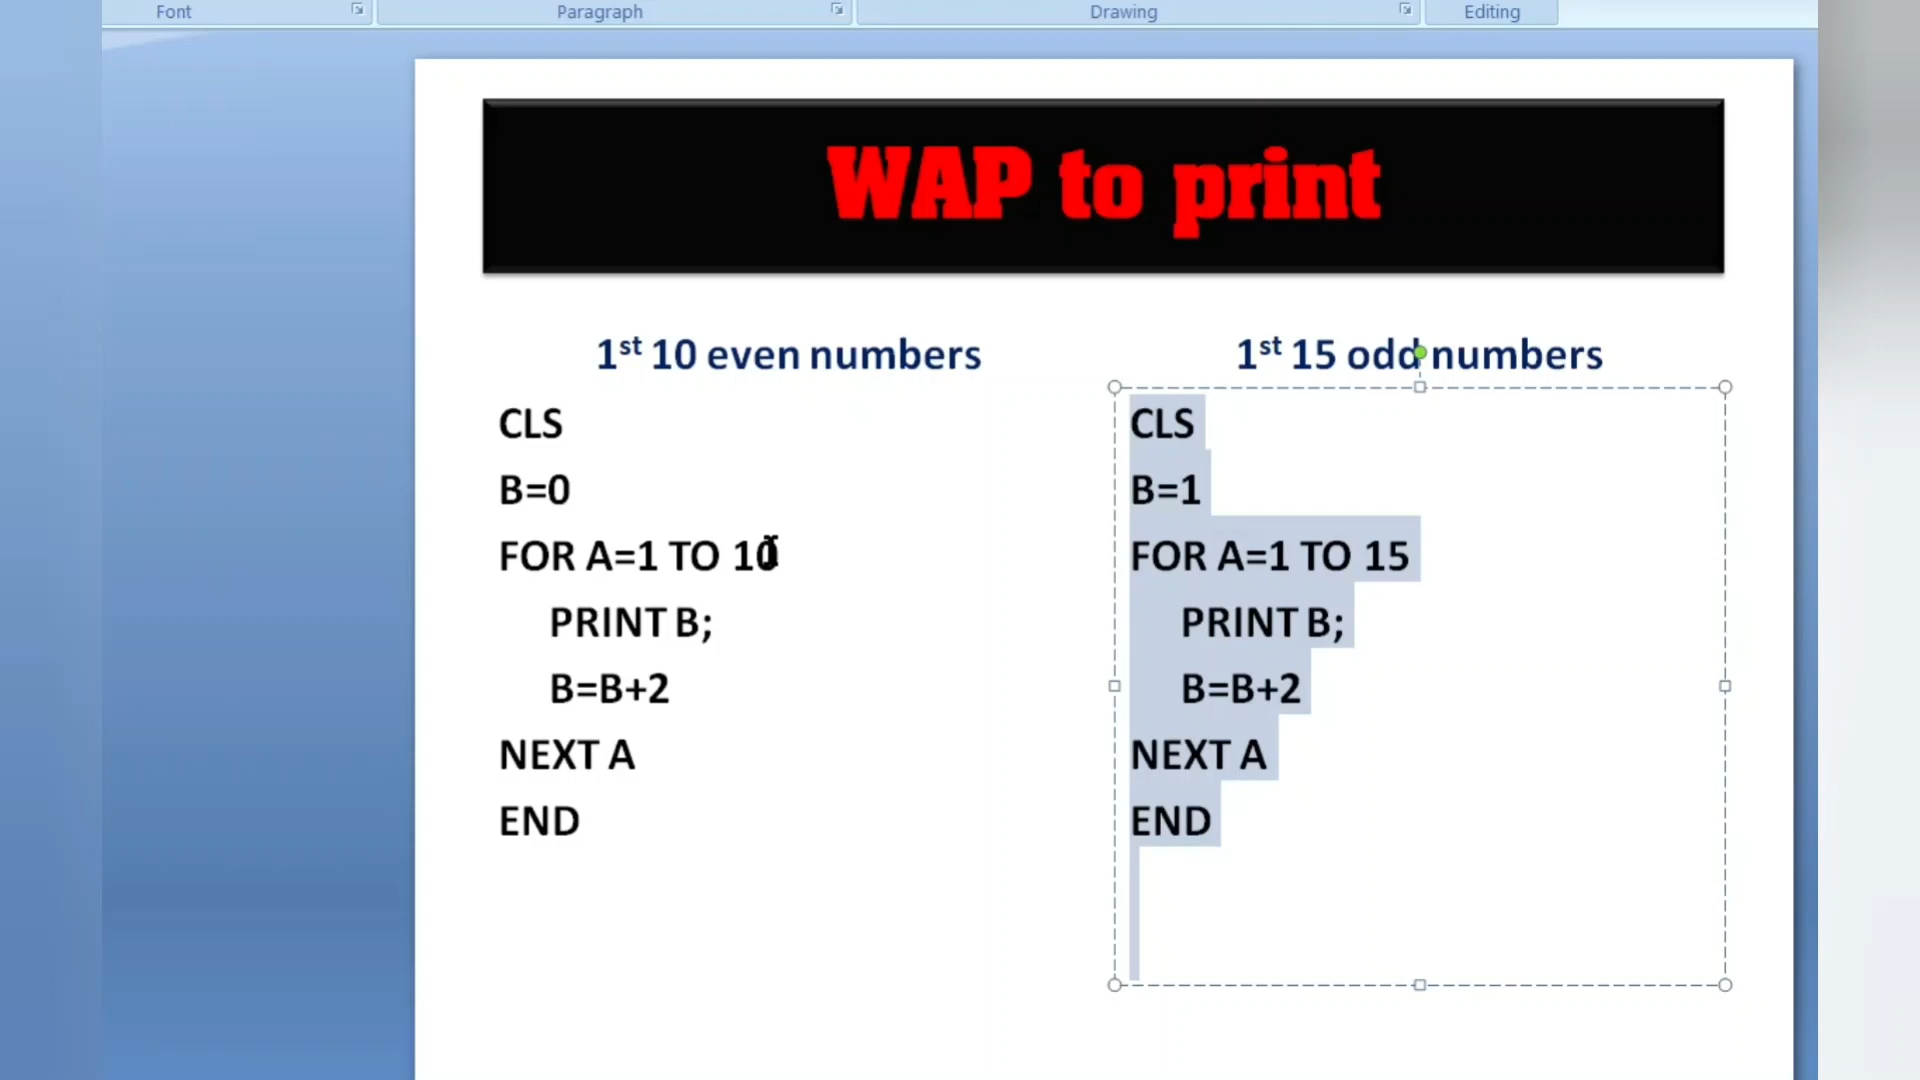 Font Paragraph Drawing Editing
WAP to print
1st 10 even numbers
CLS
B=0
FOR A=1 TO 10
PRINT B;
B=B+2
NEXT A
END
1st 15 odd numbers
CLS
B=1
FOR A=1 TO 15
PRINT B;
B=B+2
NEXT A
END